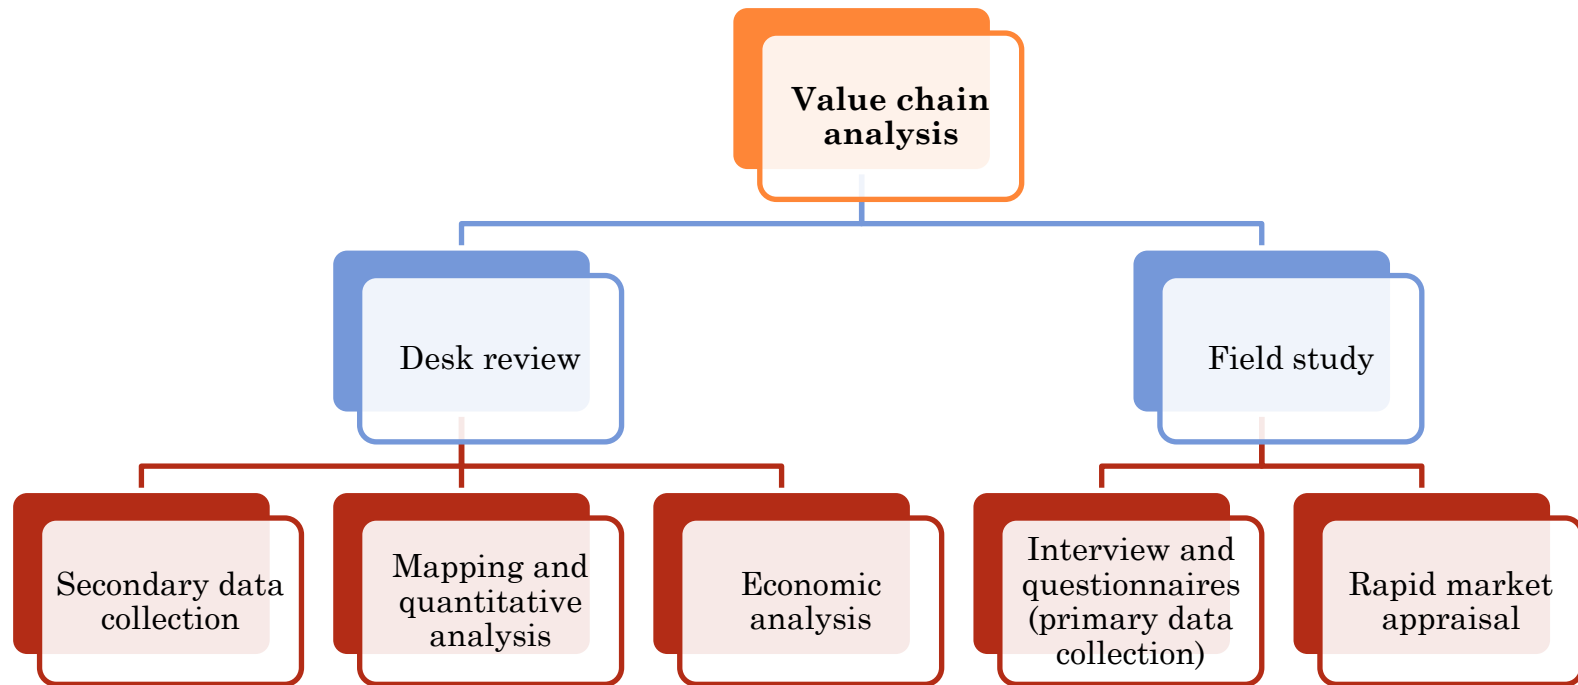 Value chain
analysis
Desk review
Field study
Secondary data
collection
Mapping and
quantitative
analysis
Economic
analysis
Interview and
questionnaires
(primary data
collection)
Rapid market
appraisal